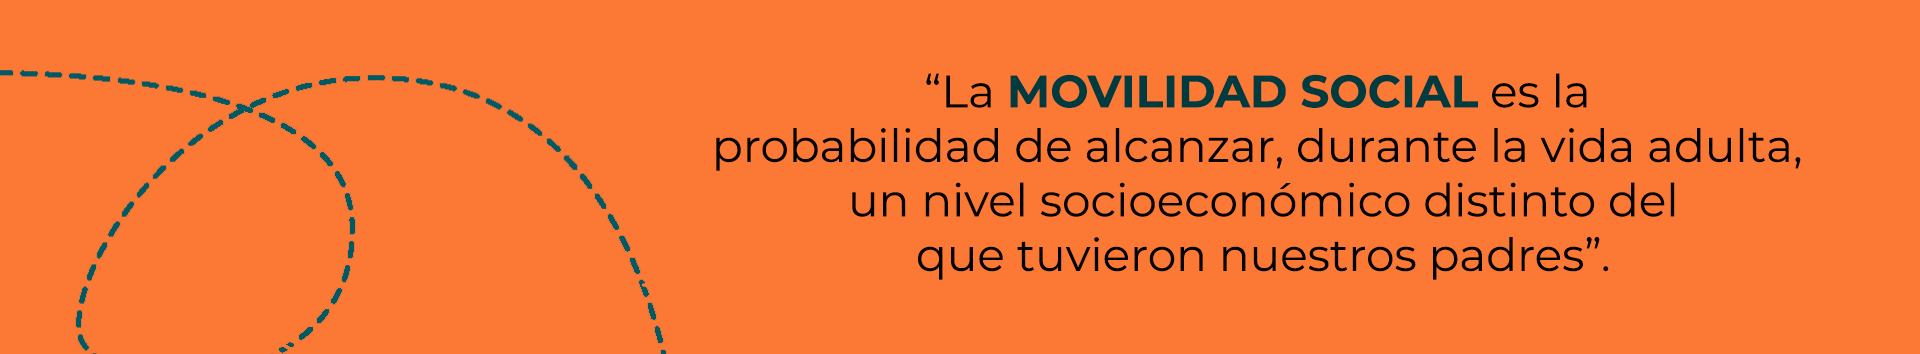 “La MOVILIDAD SOCIAL es la
probabilidad de alcanzar, durante la vida adulta,
un nivel socioeconómico distinto del
que tuvieron nuestros padres”.